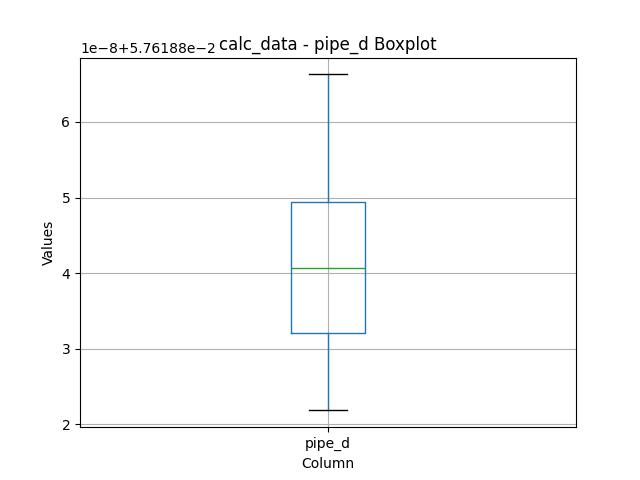 1e−8+5.76188e−2
calc_data - pipe_d Boxplot
6
5
4
3
2
Values
pipe_d
Column